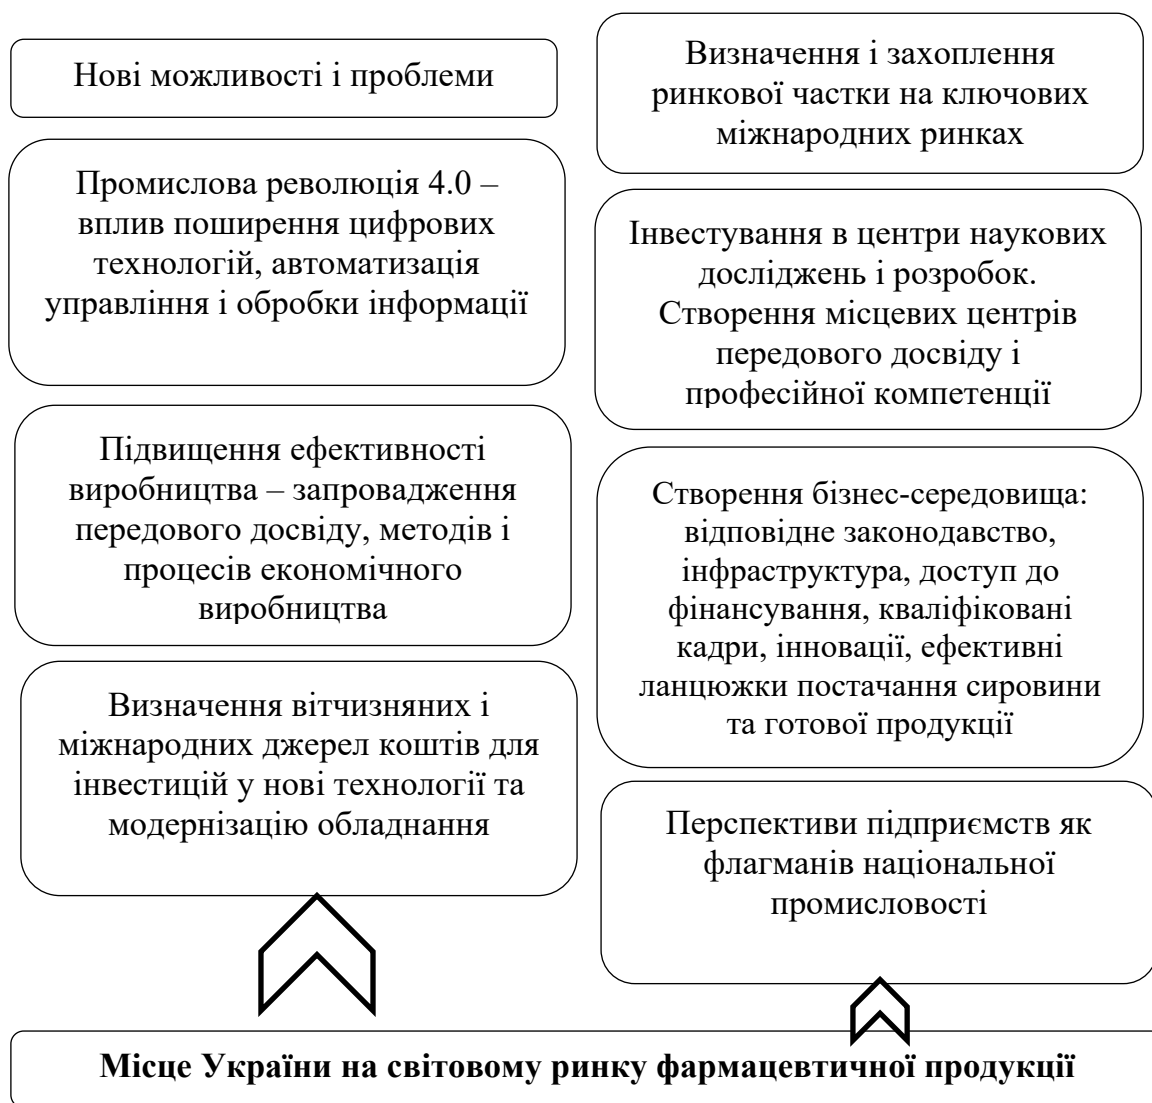 Нові можливості і проблеми
Промислова революція 4.0 –
вплив поширення цифрових
технологій, автоматизація
управління і обробки інформації
Підвищення ефективності
виробництва – запровадження
передового досвіду, методів і
процесів економічного
виробництва
Визначення вітчизняних і
міжнародних джерел коштів для
інвестицій у нові технології та
модернізацію обладнання
Визначення і захоплення
ринкової частки на ключових
міжнародних ринках
Інвестування в центри наукових
досліджень і розробок.
Створення місцевих центрів
передового досвіду і
професійної компетенції
Створення бізнес-середовища:
відповідне законодавство,
інфраструктура, доступ до
фінансування, кваліфіковані
кадри, інновації, ефективні
ланцюжки постачання сировини
та готової продукції
Перспективи підприємств як
флагманів національної
промисловості
Місце України на світовому ринку фармацевтичної продукції